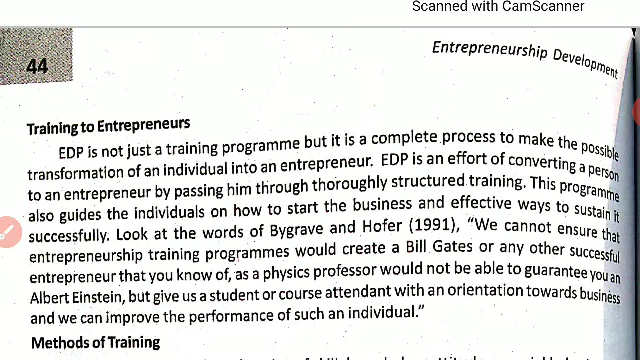 Scanned with CamScanner
44
Entrepreneurship Development
Training to Entrepreneurs
EDP is not just a training programme but it is a complete process to make the possible
transformation of an individual into an entrepreneur. EDP is an effort of converting a person
to an entrepreneur by passing him through thoroughly structured training. This programme
also guides the individuals on how to start the business and effective ways to sustain it
successfully. Look at the words of Bygrave and Hofer (1991), “We cannot ensure that
entrepreneurship training programmes would create a Bill Gates or any other successful
entrepreneur that you know of, as a physics professor would not be able to guarantee you an
Albert Einstein, but give us a student or course attendant with an orientation towards business
and we can improve the performance of such an individual.”
Methods of Training